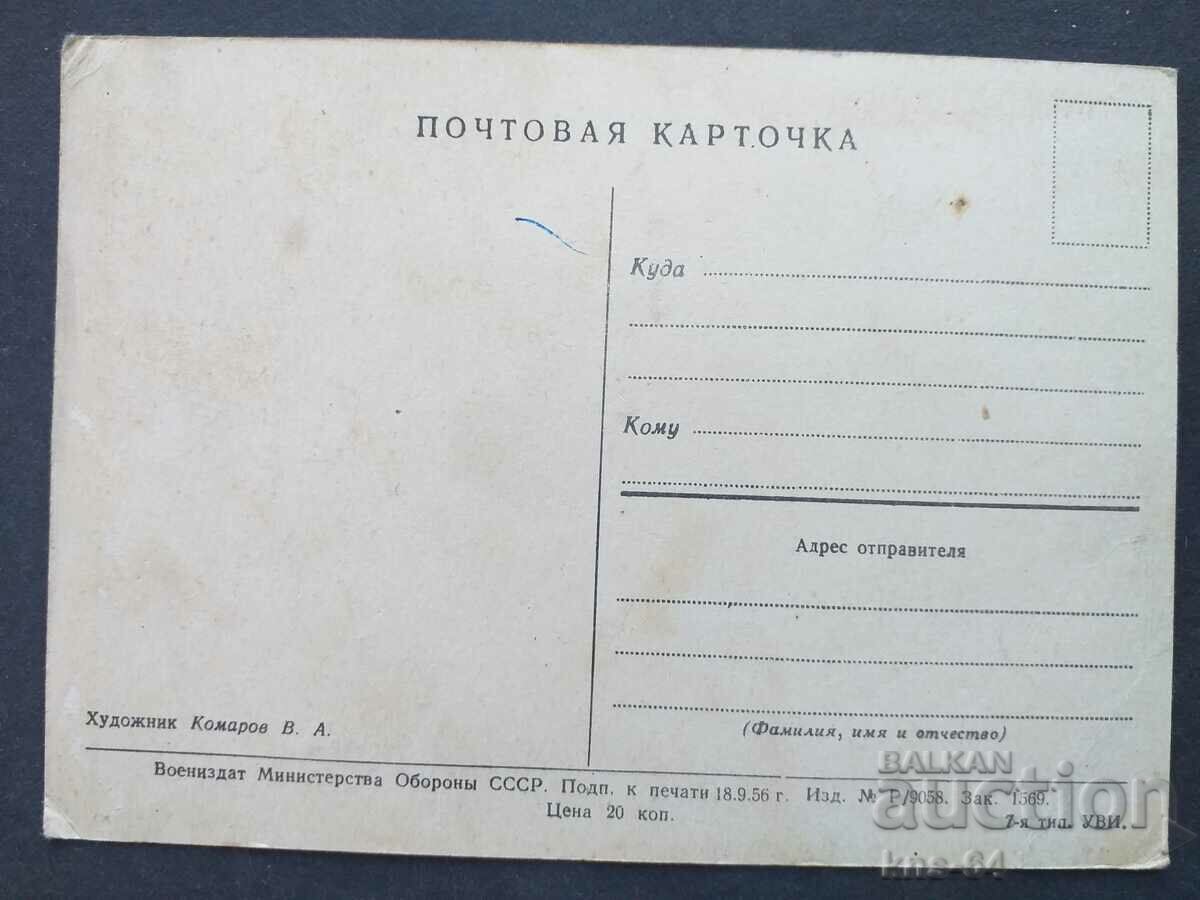 ПОЧТОВАЯ КАРТОЧКА
Куда
Кому
Адрес отправителя
(Фамилия, имя и отчество)
Художник Комаров В. А.
Воениздат Министерства Обороны СССР. Подп. к печати 18.9.56 г. Изд. № Р/9058. Зак. 1569.
Цена 20 коп.
7-я тип. УВИ.
BALKAN
auction
kns-64